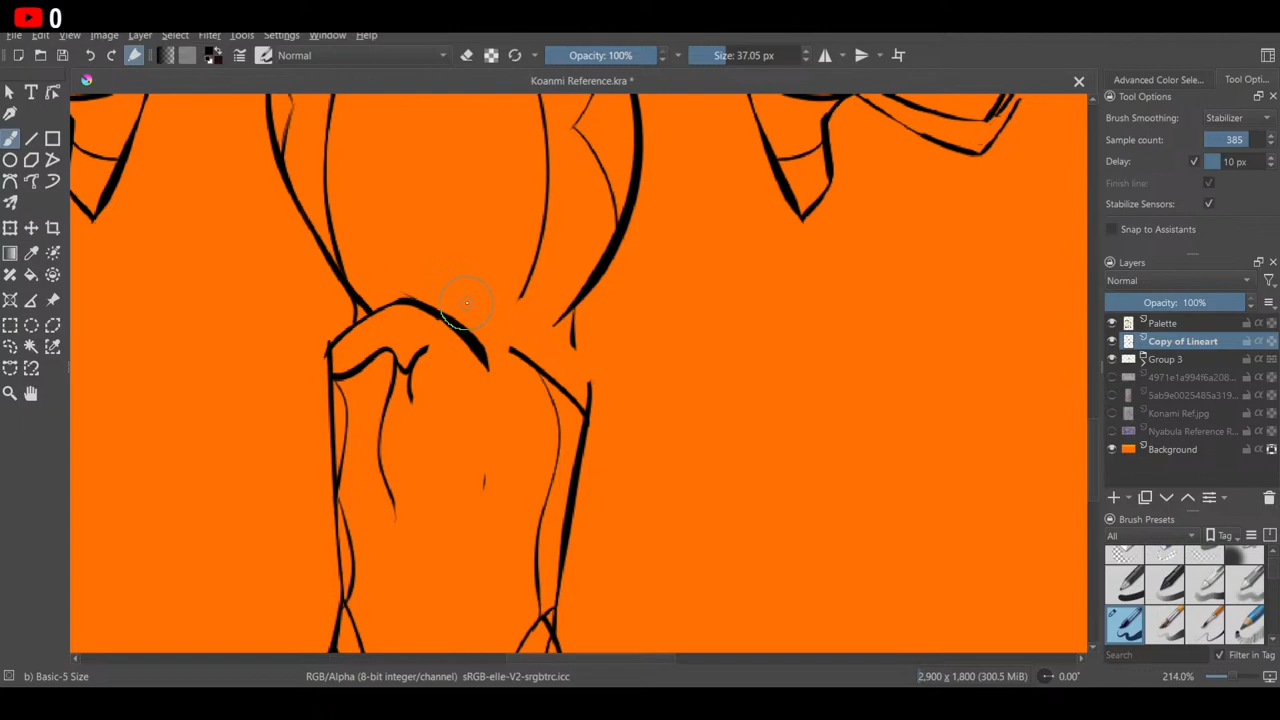 0
File Edit View Image Layer Select Filter Tools Settings Window Help
Normal
Opacity: 100%
Size: 37.05 px
Koanmi Reference.kra *
Advanced Color Sele...
Tool Opti...
Tool Options
Brush Smoothing: Stabilizer
Sample count: 385
Delay: 10 px
Finish line:
Stabilize Sensors:
Snap to Assistants
Layers
Normal
Opacity: 100%
Palette
Copy of Lineart
Group 3
4971e1a994f6a208...
5ab9e0025485a319...
Konami Ref.jpg
Nyabula Reference R...
Background
Brush Presets
All
Tag
Search
Filter in Tag
b) Basic-5 Size
RGB/Alpha (8-bit integer/channel) sRGB-elle-V2-srgbtrc.icc
2,900 x 1,800 (300.5 MiB)
0.00°
214.0%